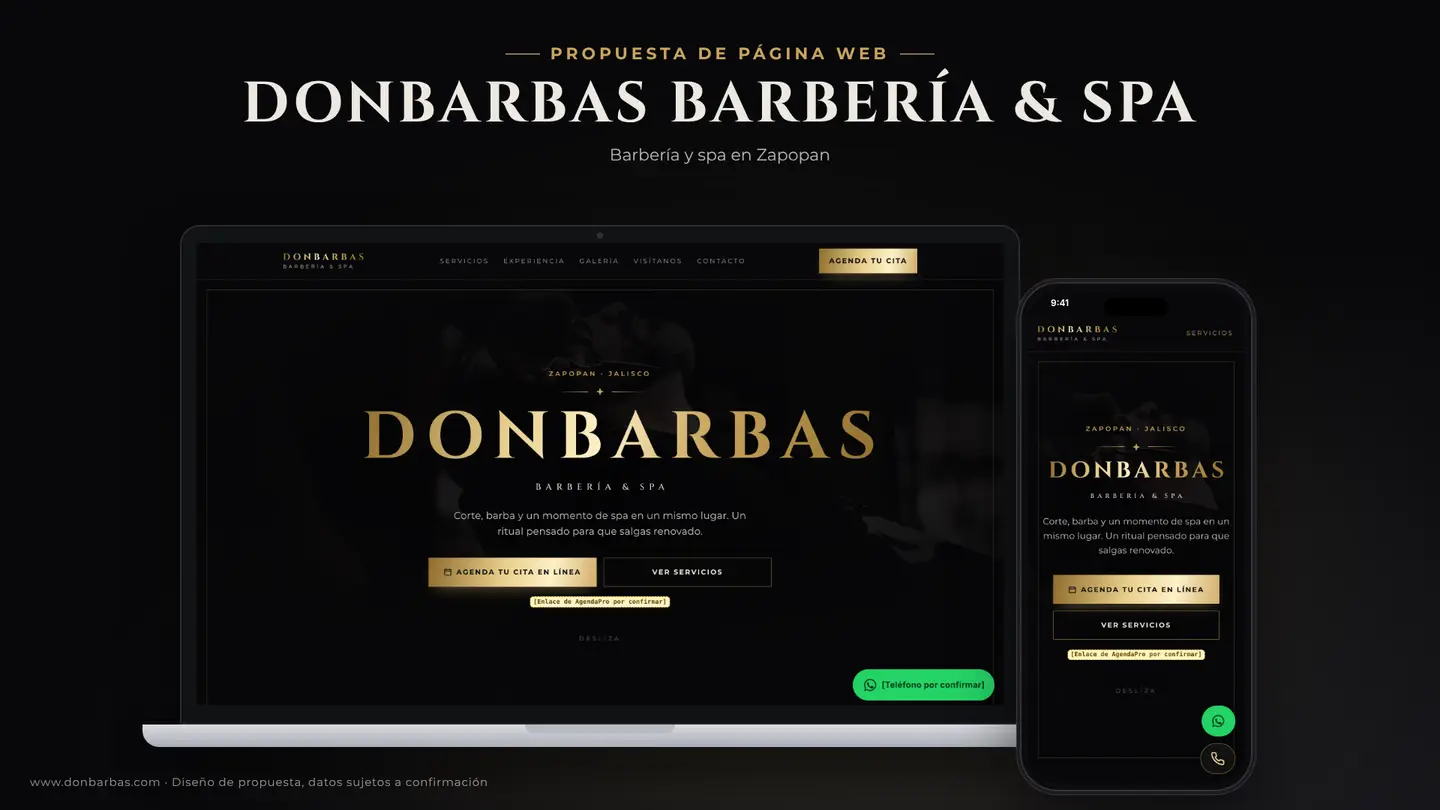 PROPUESTA DE PÁGINA WEB
DONBARBAS BARBERÍA & SPA
Barbería y spa en Zapopan
DONBARBAS
BARBERÍA & SPA
SERVICIOS EXPERIENCIA GALERÍA VISÍTANOS CONTACTO
AGENDA TU CITA
ZAPOPAN · JALISCO
DONBARBAS
BARBERÍA & SPA
Corte, barba y un momento de spa en un mismo lugar. Un
ritual pensado para que salgas renovado.
AGENDA TU CITA EN LÍNEA
VER SERVICIOS
[Enlace de AgendaPro por confirmar]
DESLIZA
[Teléfono por confirmar]
9:41
DONBARBAS
BARBERÍA & SPA
SERVICIOS
ZAPOPAN · JALISCO
DONBARBAS
BARBERÍA & SPA
Corte, barba y un momento de spa en un
mismo lugar. Un ritual pensado para que
salgas renovado.
AGENDA TU CITA EN LÍNEA
VER SERVICIOS
[Enlace de AgendaPro por confirmar]
DESLIZA
www.donbarbas.com · Diseño de propuesta, datos sujetos a confirmación